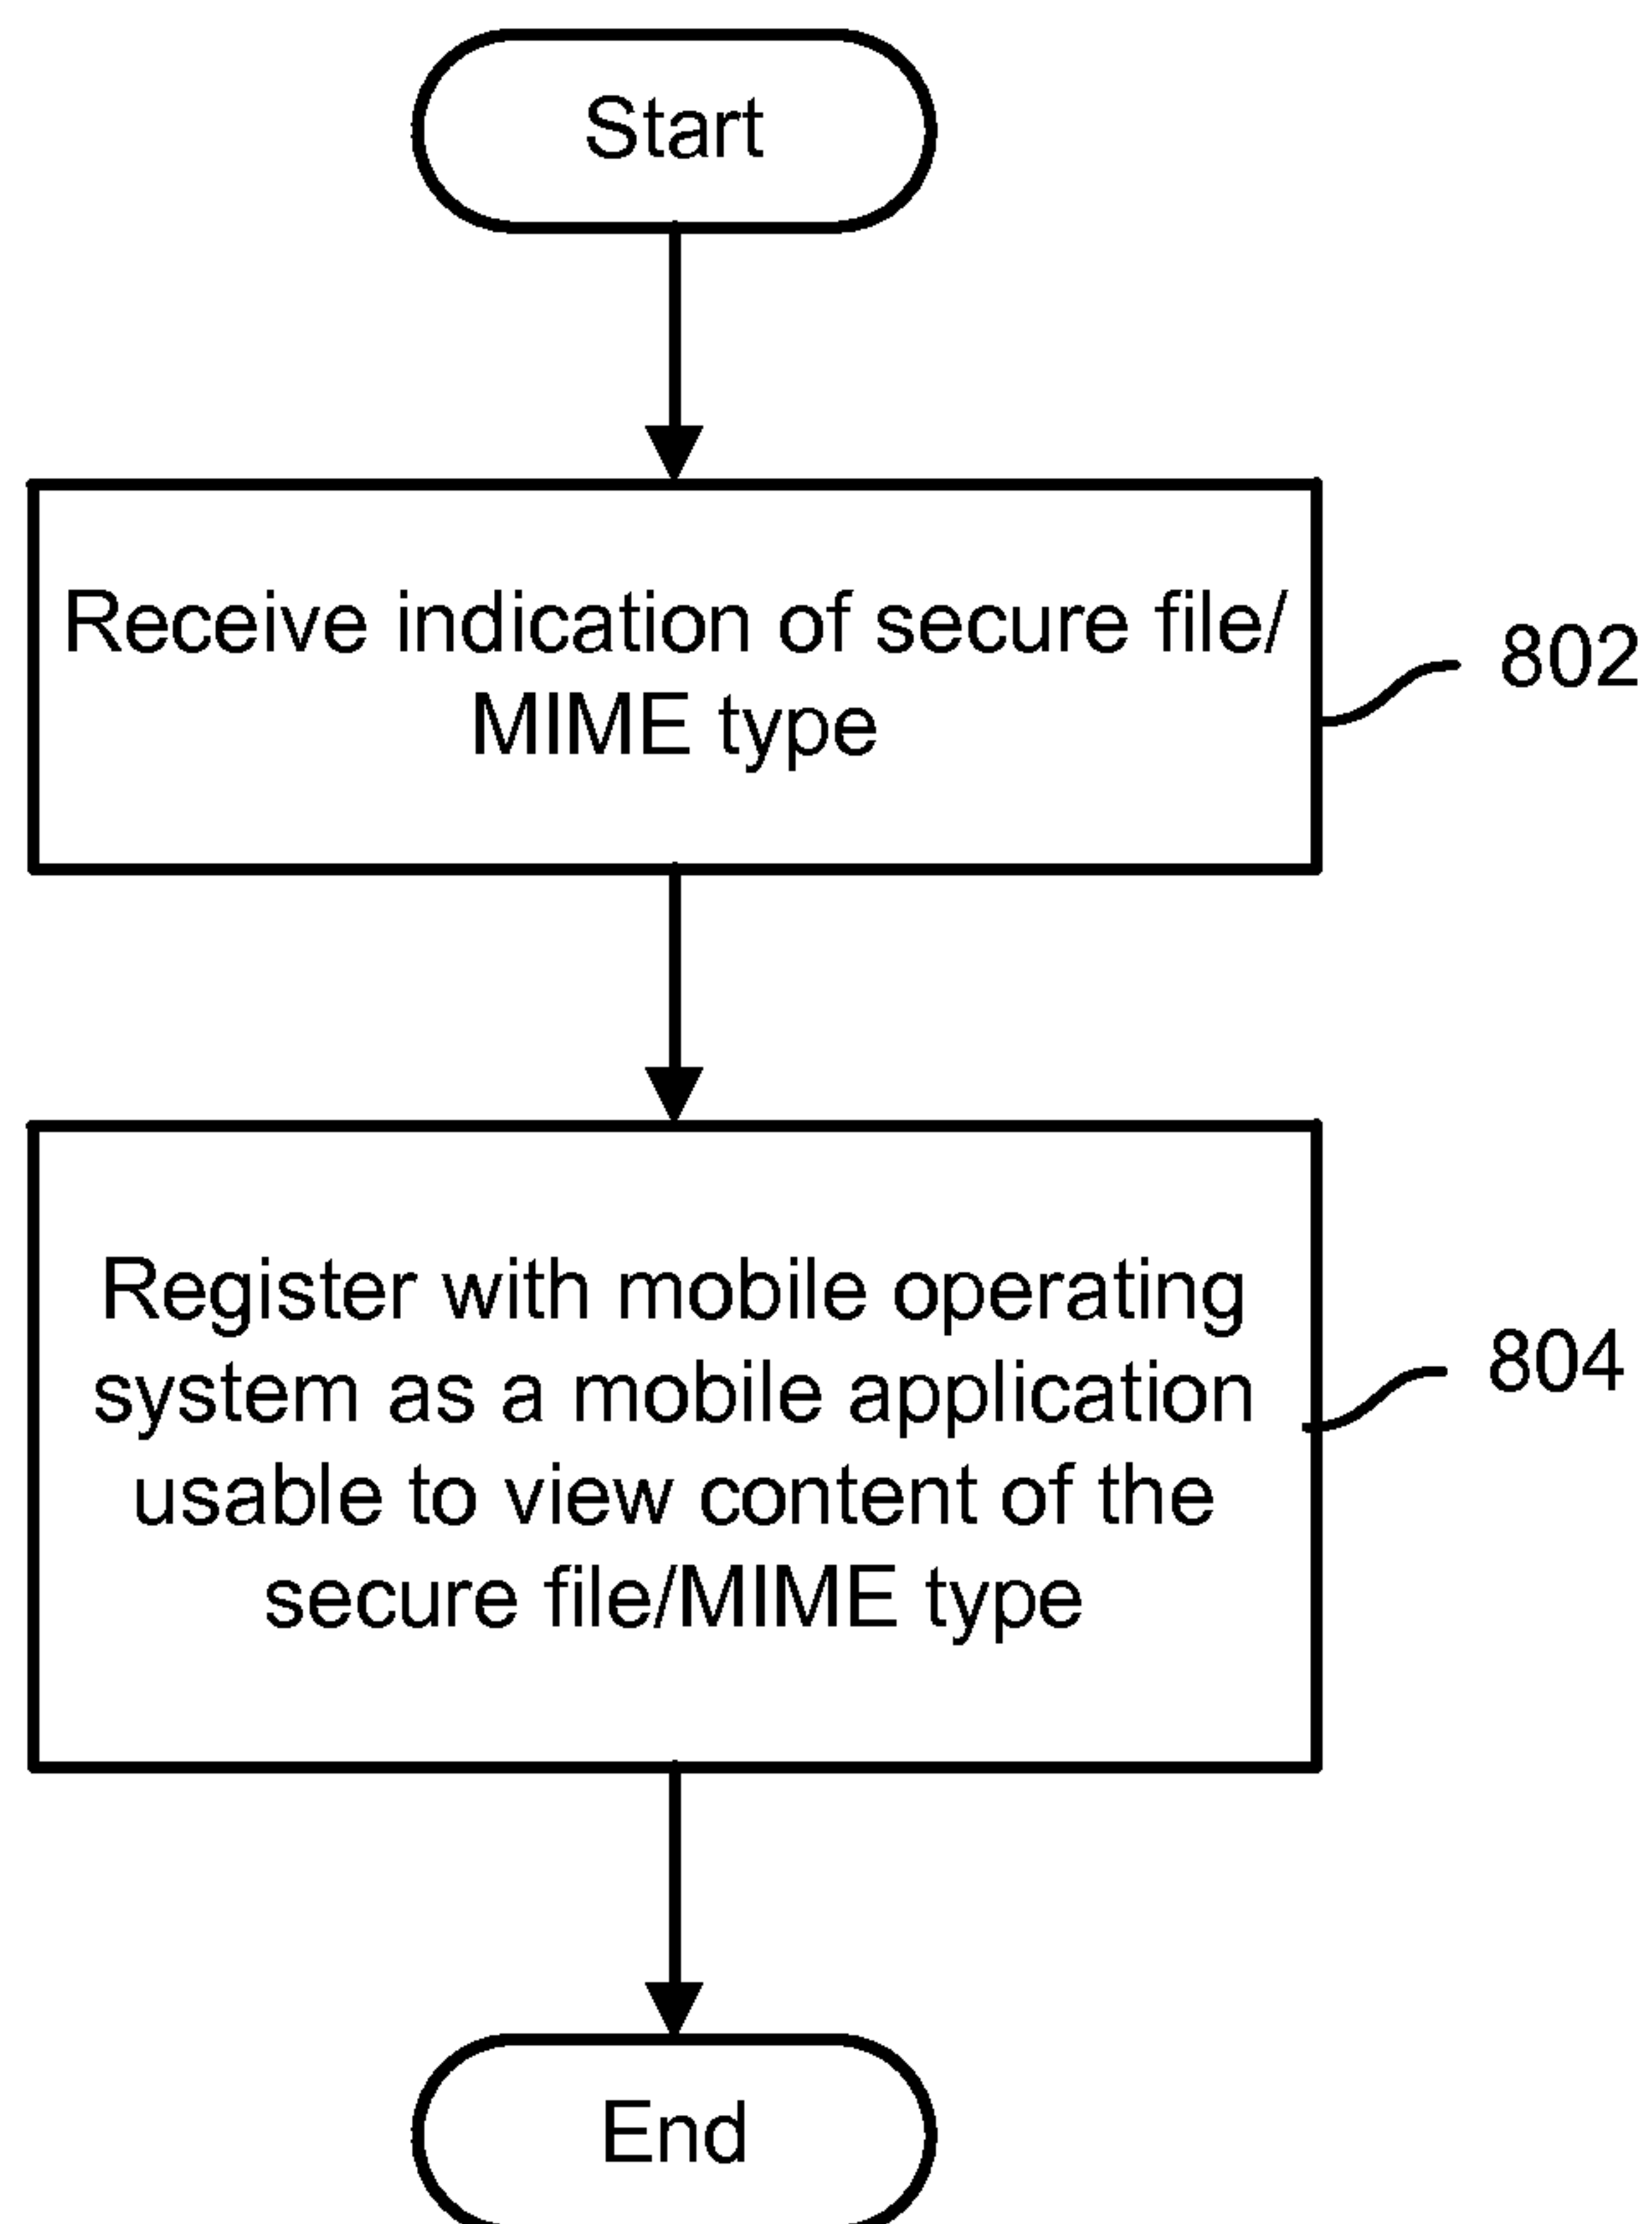 Start
Receive indication of secure file/
MIME type
802
Register with mobile operating
system as a mobile application
usable to view content of the
secure file/MIME type
804
End